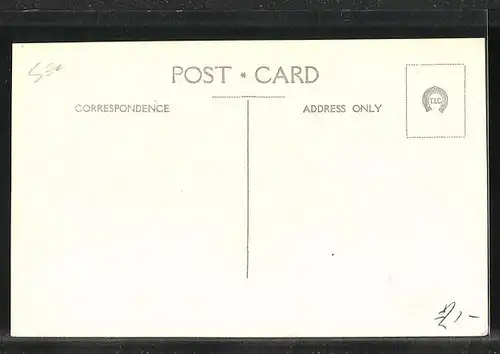 POST * CARD
CORRESPONDENCE
ADDRESS ONLY
T.I.C.